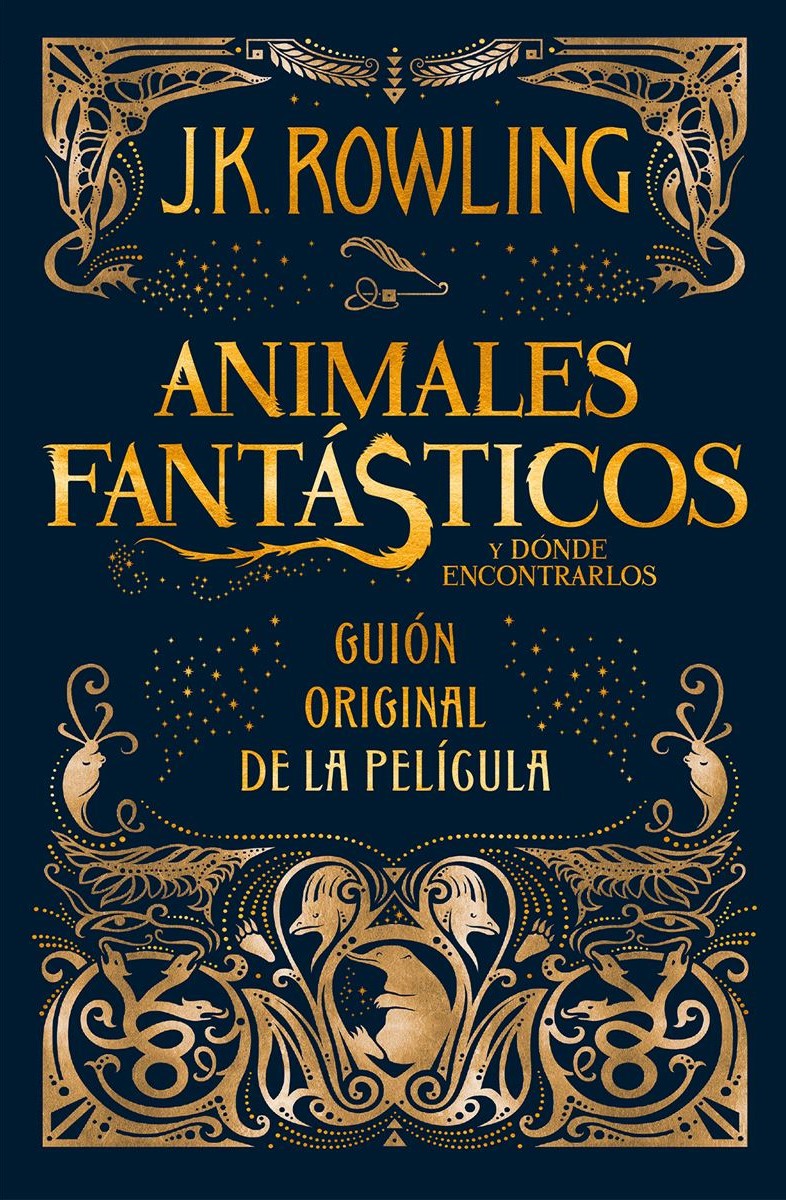 J.K. ROWLING
ANIMALES
FANTÁSTICOS
Y DÓNDE
ENCONTRARLOS
GUIÓN
ORIGINAL
DE LA PELÍCULA